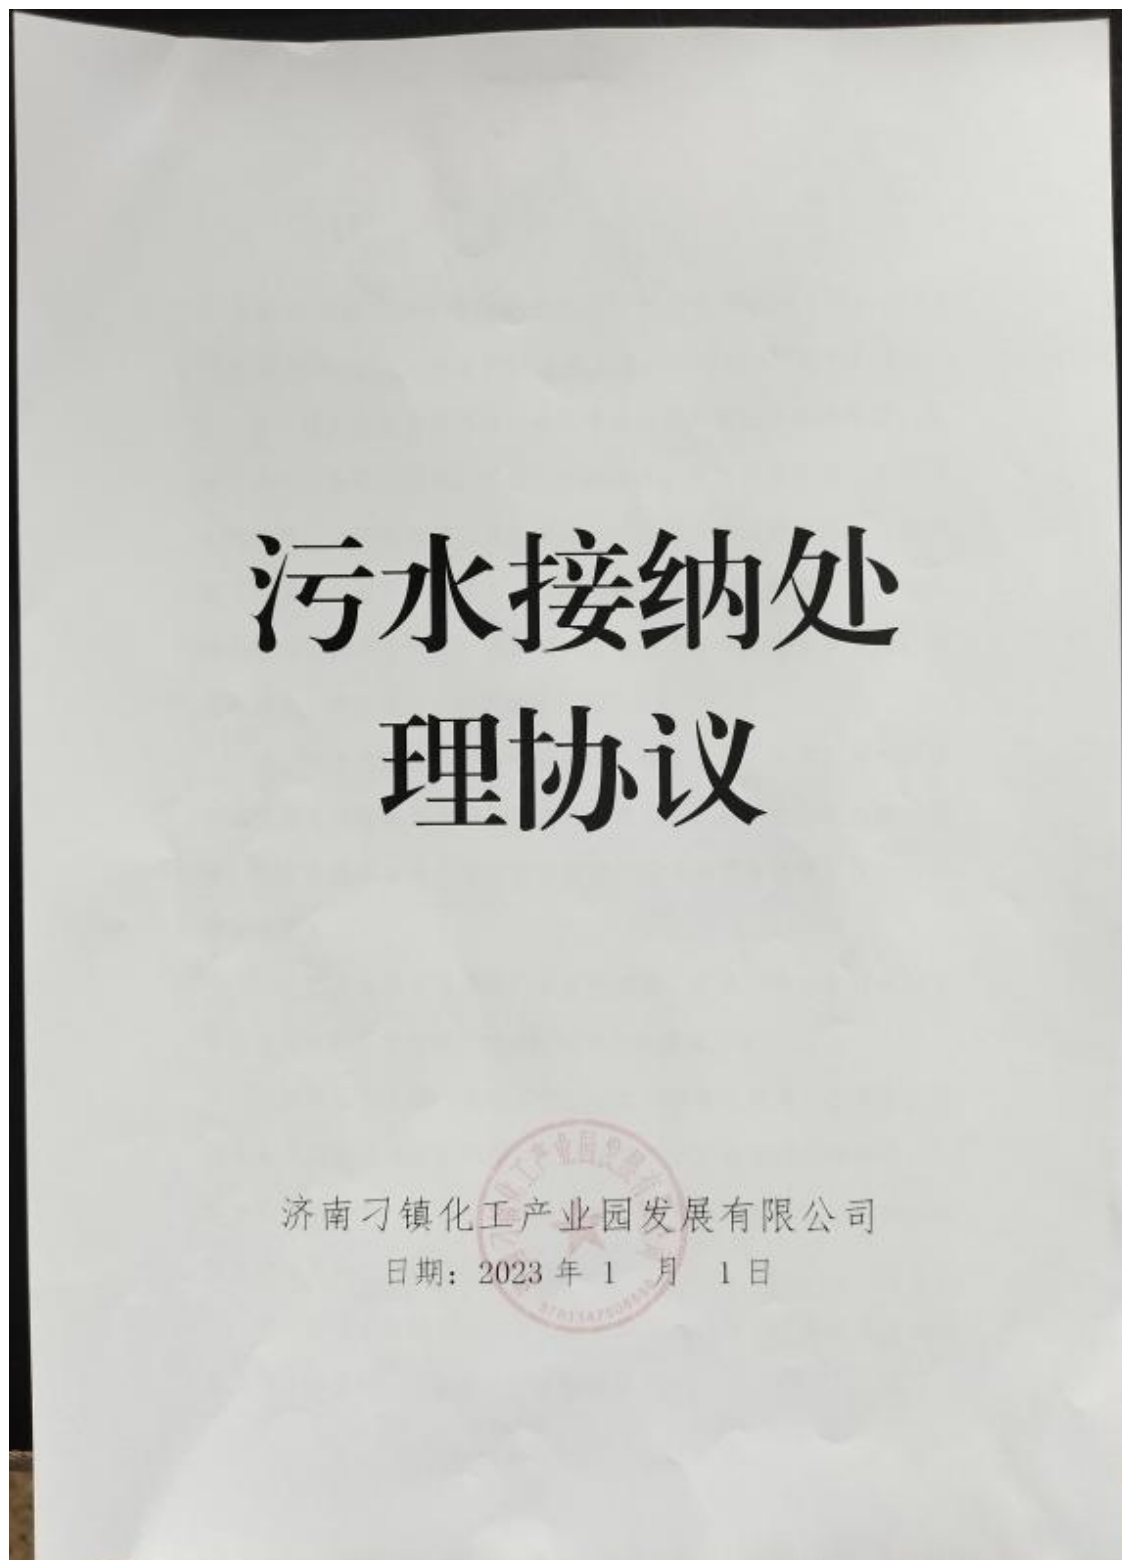 污水接纳处
理协议
济南刁镇化工产业园发展有限公司
日期：2023 年 1 月 1 日